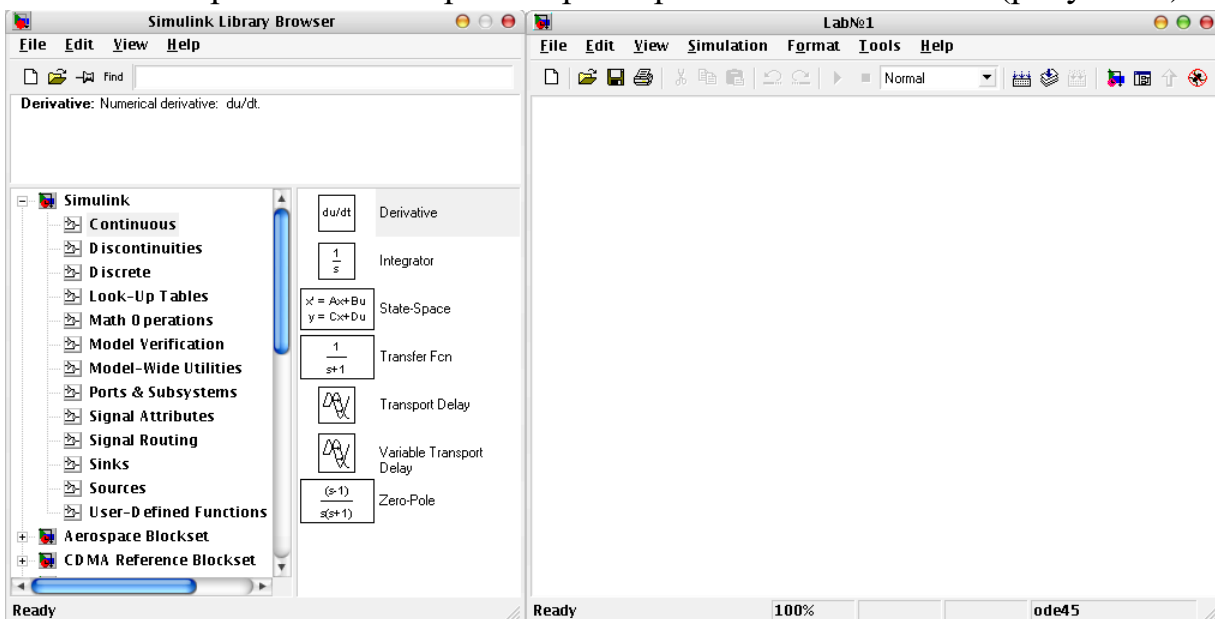 Simulink Library Browser
File Edit View Help
Find
Derivative: Numerical derivative: du/dt.
Simulink
Continuous
Discontinuities
Discrete
Look-Up Tables
Math Operations
Model Verification
Model-Wide Utilities
Ports & Subsystems
Signal Attributes
Signal Routing
Sinks
Sources
User-Defined Functions
Aerospace Blockset
CDMA Reference Blockset
du/dt Derivative
1
s
Integrator
x' = Ax+Bu
y = Cx+Du
State-Space
1
s+1
Transfer Fcn
Transport Delay
Variable Transport
Delay
(s-1)
s(s+1)
Zero-Pole
Ready
Lab№1
File Edit View Simulation Format Tools Help
Normal
Ready 100% ode45